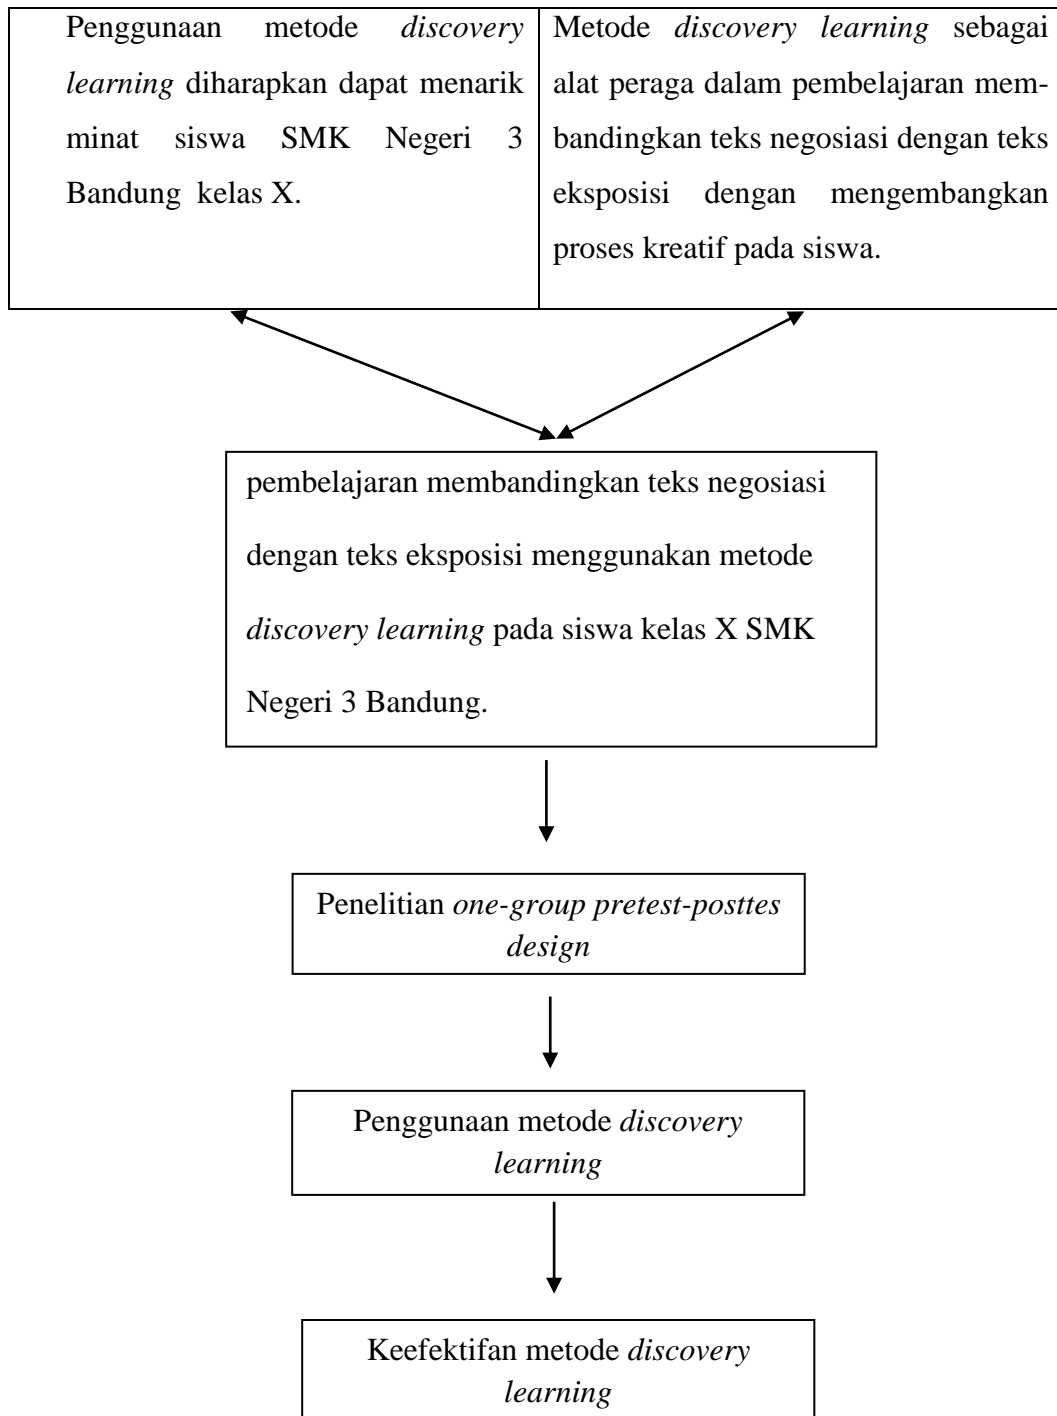 Penggunaan metode discovery
learning diharapkan dapat menarik
minat siswa SMK Negeri 3
Bandung kelas X.
Metode discovery learning sebagai
alat peraga dalam pembelajaran mem-
bandingkan teks negosiasi dengan teks
eksposisi dengan mengembangkan
proses kreatif pada siswa.
pembelajaran membandingkan teks negosiasi
dengan teks eksposisi menggunakan metode
discovery learning pada siswa kelas X SMK
Negeri 3 Bandung.
Penelitian one-group pretest-posttes
design
Penggunaan metode discovery
learning
Keefektifan metode discovery
learning